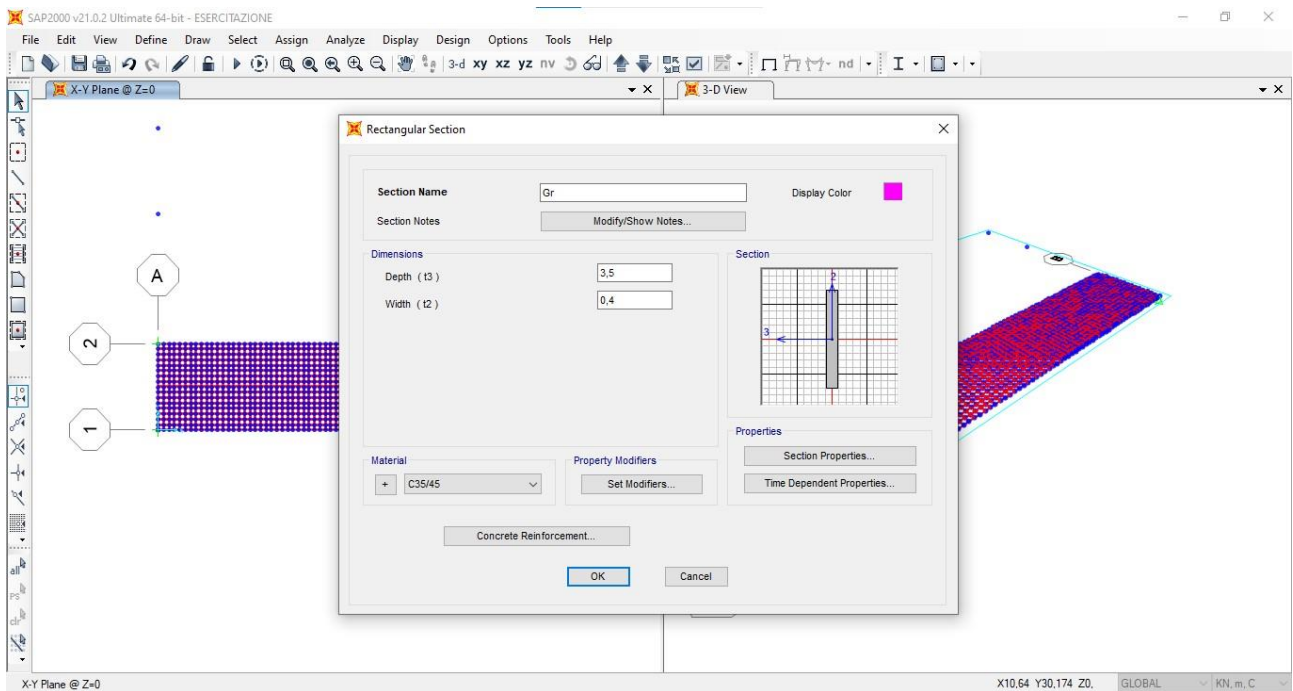 SAP2000 v21.0.2 Ultimate 64-bit - ESERCITAZIONE
File Edit View Define Draw Select Assign Analyze Display Design Options Tools Help
3-d xy xz yz nv nd
X-Y Plane @ Z=0
3-D View
Rectangular Section
Section Name Gr Display Color
Section Notes Modify/Show Notes...
Dimensions
Depth ( t3 ) 3,5
Width ( t2 ) 0,4
Section
2
3
Properties
Section Properties...
Time Dependent Properties...
Material
+ C35/45
Property Modifiers
Set Modifiers...
Concrete Reinforcement...
OK Cancel
A
2
1
B
all
ps
clr
X-Y Plane @ Z=0 X10,64 Y30,174 Z0, GLOBAL KN, m, C